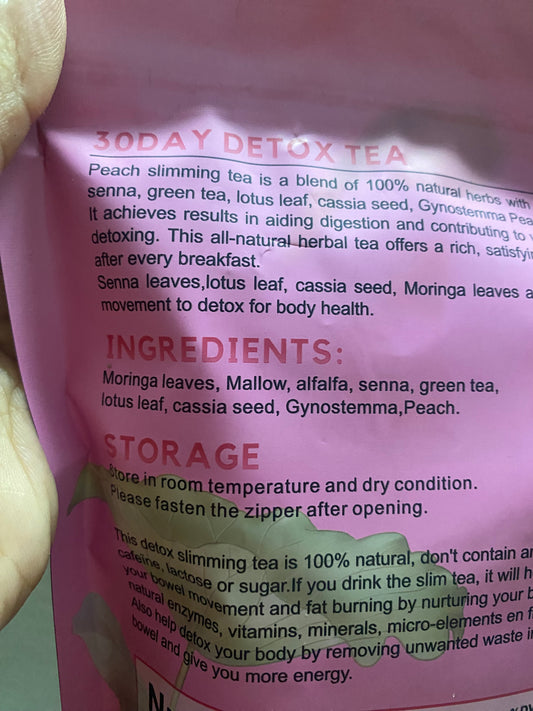 30DAY DETOX TEA
Peach slimming tea is a blend of 100% natural herbs with
senna, green tea, lotus leaf, cassia seed, Gynostemma Pea
It achieves results in aiding digestion and contributing to
detoxing. This all-natural herbal tea offers a rich, satisfyi
after every breakfast.
Senna leaves,lotus leaf, cassia seed, Moringa leaves a
movement to detox for body health.
INGREDIENTS:
Moringa leaves, Mallow, alfalfa, senna, green tea,
lotus leaf, cassia seed, Gynostemma,Peach.
STORAGE
Store in room temperature and dry condition.
Please fasten the zipper after opening.
This detox slimming tea is 100% natural, don't contain
cafeine, lactose or sugar.If you drink the slim tea, it will
your bowel movement and fat burning by nurturing your
natural enzymes, vitamins, minerals, micro-elements en
Also help detox your body by removing unwanted waste
bowel and give you more energy.